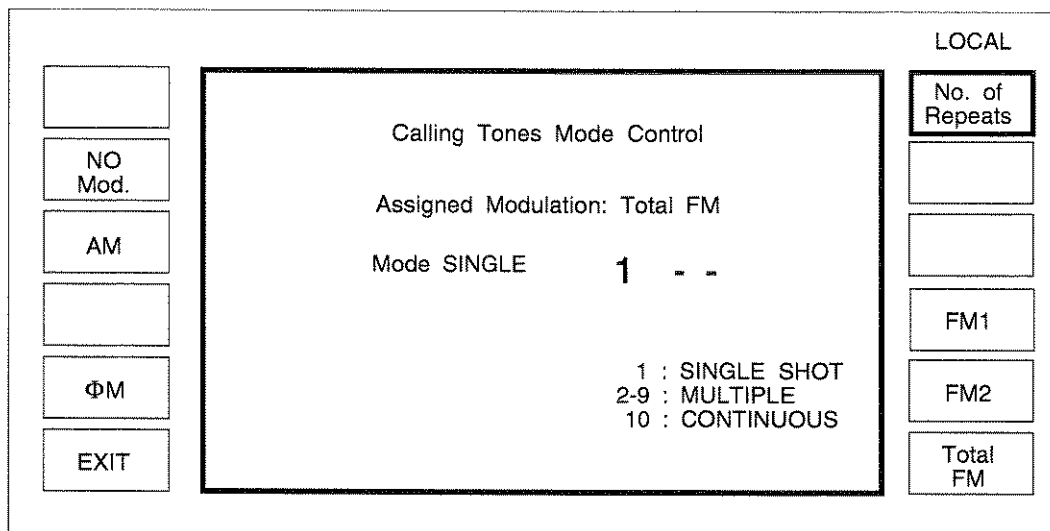 LOCAL
No. of
Repeats
Calling Tones Mode Control
NO
Mod.
Assigned Modulation: Total FM
AM
Mode SINGLE 1 - -
FM1
1 : SINGLE SHOT
2-9 : MULTIPLE
10 : CONTINUOUS
ΦM
FM2
EXIT
Total
FM